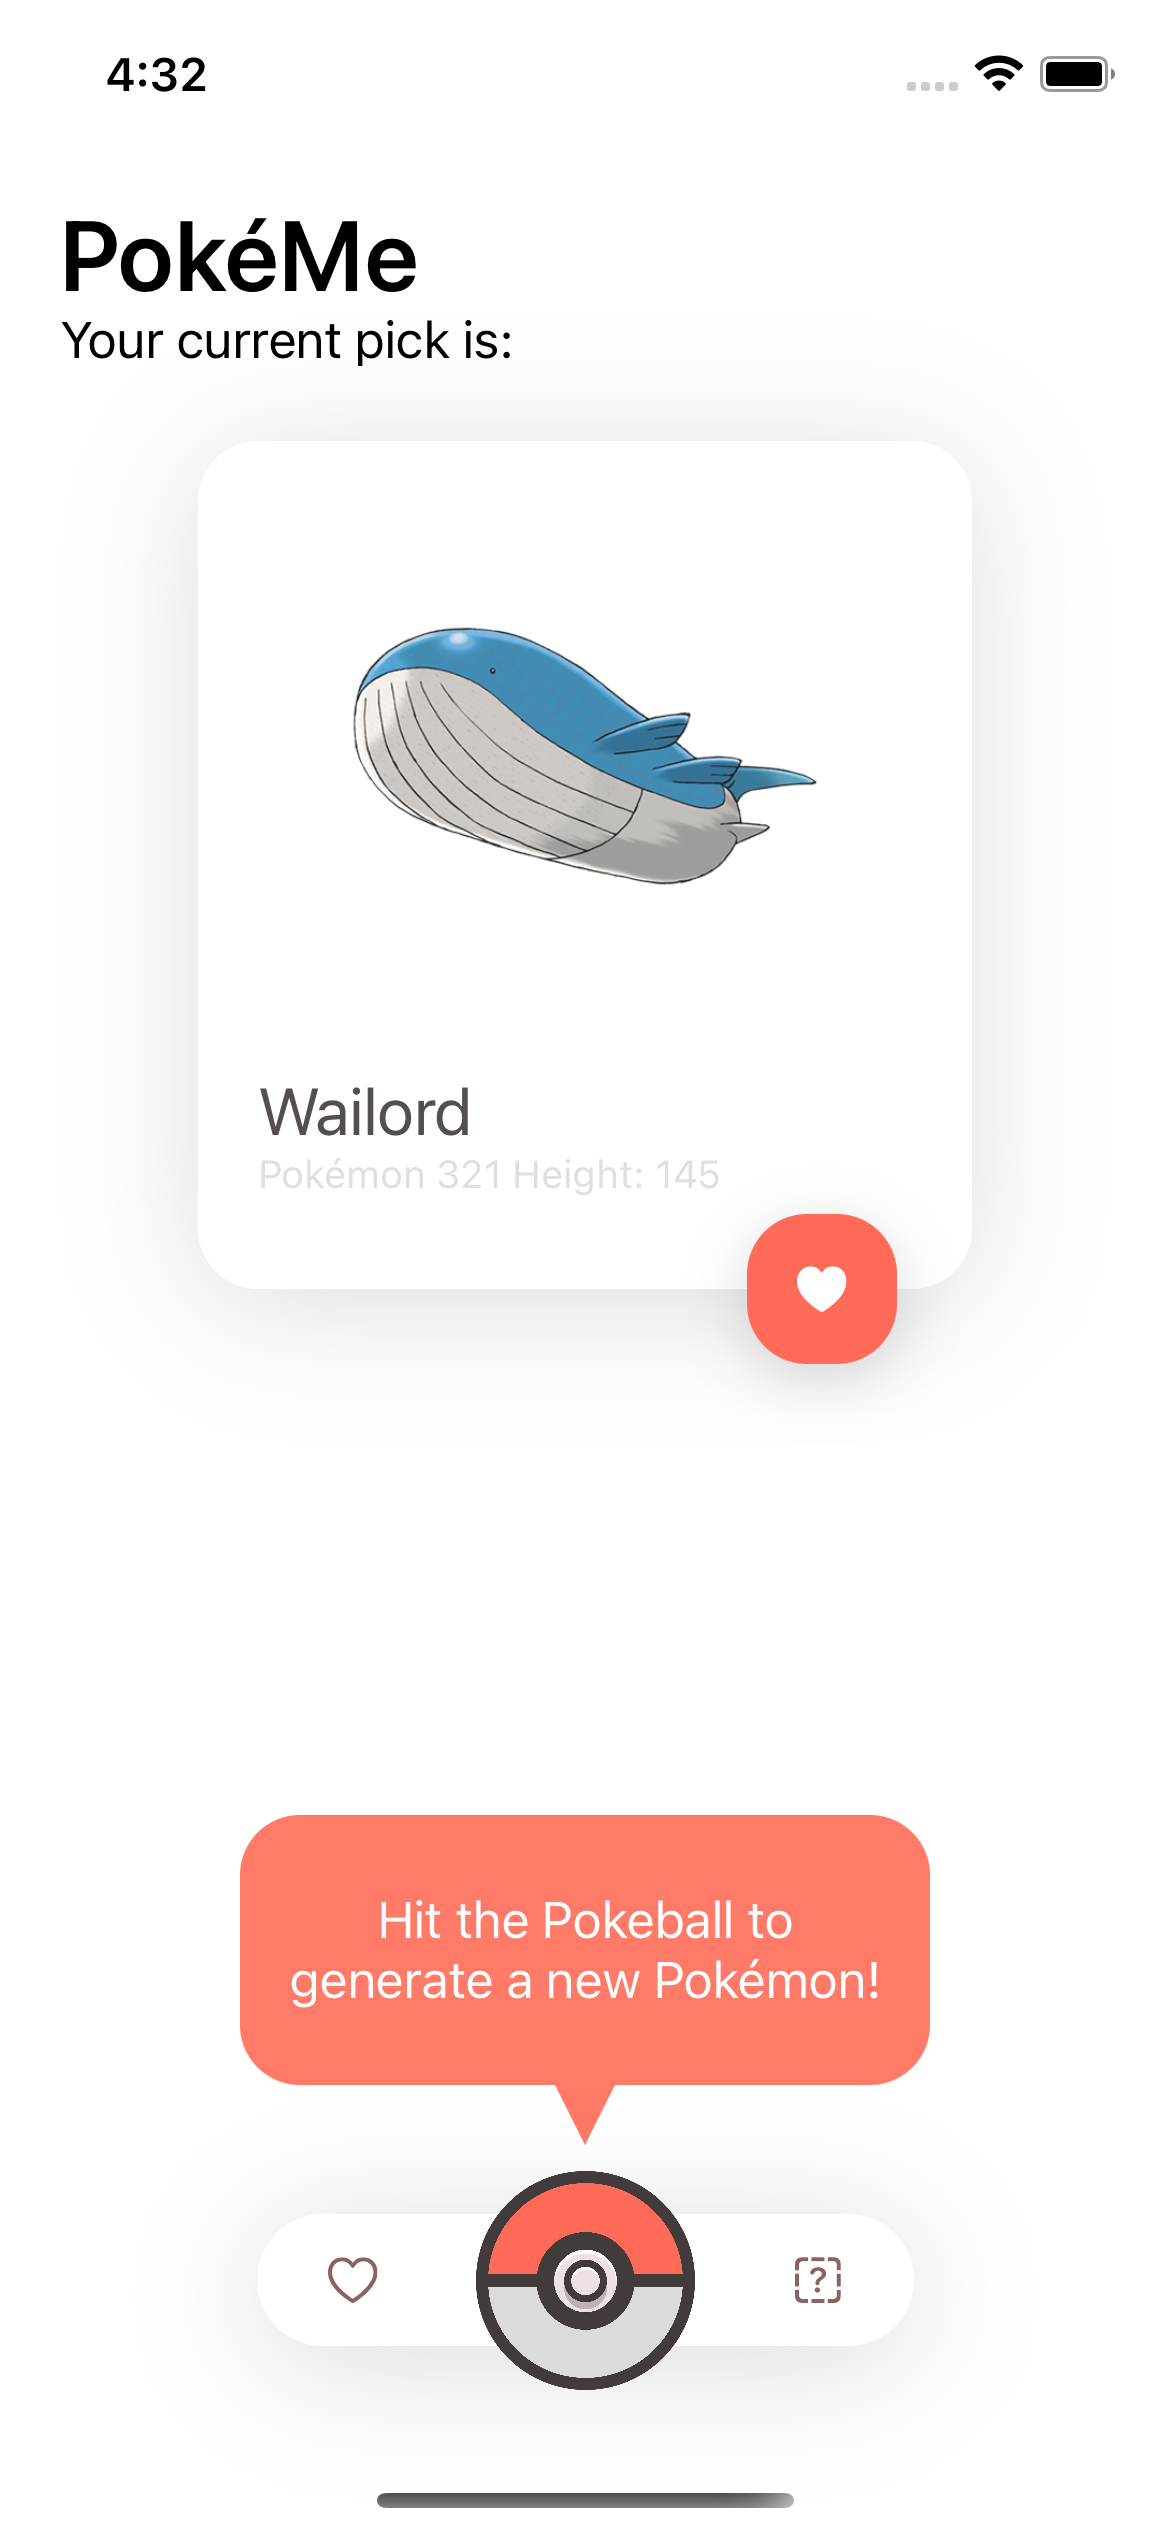 4:32
PokéMe
Your current pick is:
Wailord
Pokémon 321 Height: 145
Hit the Pokeball to
generate a new Pokémon!
?